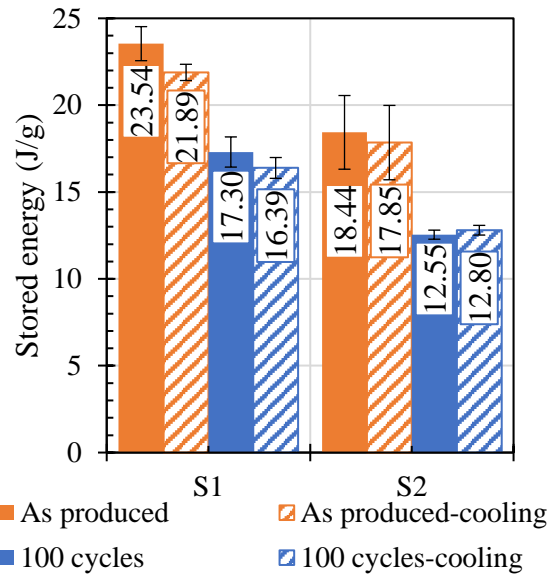 25
20
15
10
5
0
Stored energy (J/g)
23.54
21.89
17.30
16.39
18.44
17.85
12.55
12.80
S1
S2
As produced
As produced-cooling
100 cycles
100 cycles-cooling